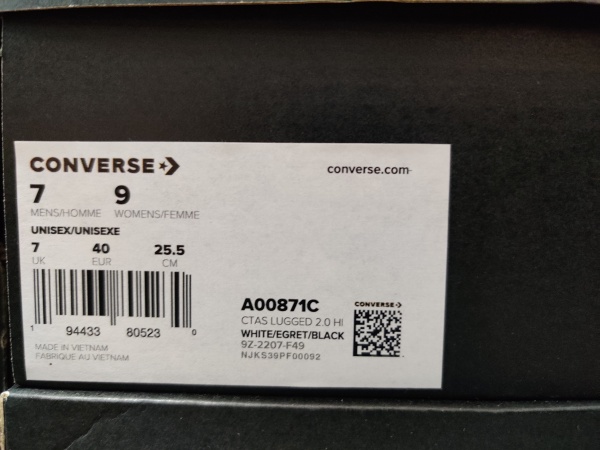 CONVERSE
converse.com
7 9
MENS/HOMME WOMENS/FEMME
UNISEX/UNISEXE
7 40 25.5
UK EUR CM
1 94433 80523 0
MADE IN VIETNAM
FABRIQUE AU VIETNAM
A00871C
CTAS LUGGED 2.0 HI
WHITE/EGRET/BLACK
9Z-2207-F49
NJKS39PF00092
CONVERSE